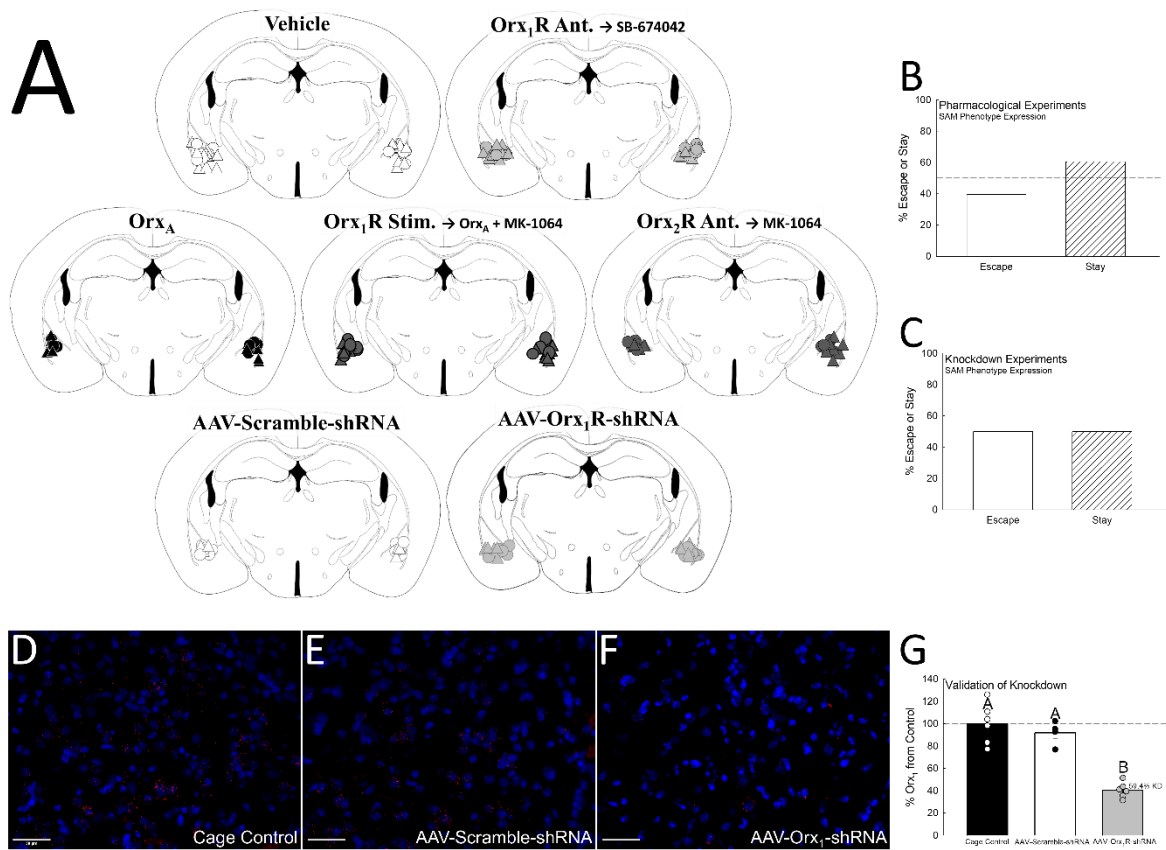 A
Vehicle
Orx1R Ant. → SB-674042
OrxA
Orx1R Stim. → OrxA + MK-1064
Orx2R Ant. → MK-1064
AAV-Scramble-shRNA
AAV-Orx1R-shRNA
B
Pharmacological Experiments
SAM Phenotype Expression
% Escape or Stay
100
80
60
40
20
0
Escape
Stay
C
Knockdown Experiments
SAM Phenotype Expression
% Escape or Stay
100
80
60
40
20
0
Escape
Stay
D
Cage Control
E
AAV-Scramble-shRNA
F
AAV-Orx1-shRNA
G
Validation of Knockdown
% Orx1 from Control
140
120
100
80
60
40
20
0
A
A
B
59.4% KD
Cage Control
AAV-Scramble-shRNA
AAV-Orx1R-shRNA